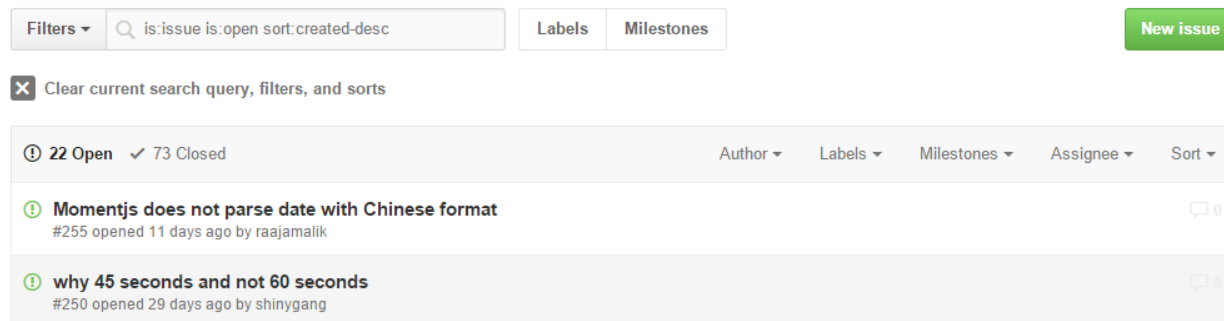 Filters
is:issue is:open sort:created-desc
Labels Milestones
New issue
Clear current search query, filters, and sorts
22 Open 73 Closed Author Labels Milestones Assignee Sort
Momentjs does not parse date with Chinese format
0
#255 opened 11 days ago by raajamalik
why 45 seconds and not 60 seconds
0
#250 opened 29 days ago by shinygang